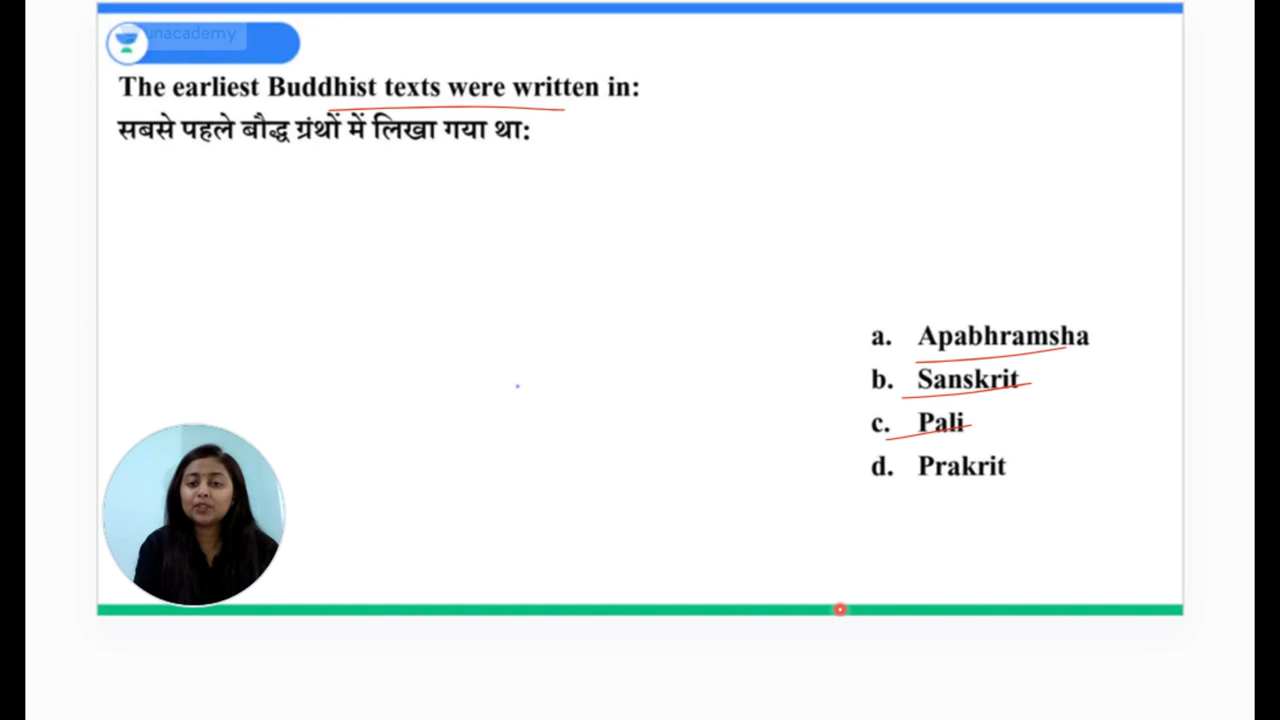 unacademy
The earliest Buddhist texts were written in:
सबसे पहले बौद्ध ग्रंथों में लिखा गया था:
a. Apabhramsha
b. Sanskrit
c. Pali
d. Prakrit